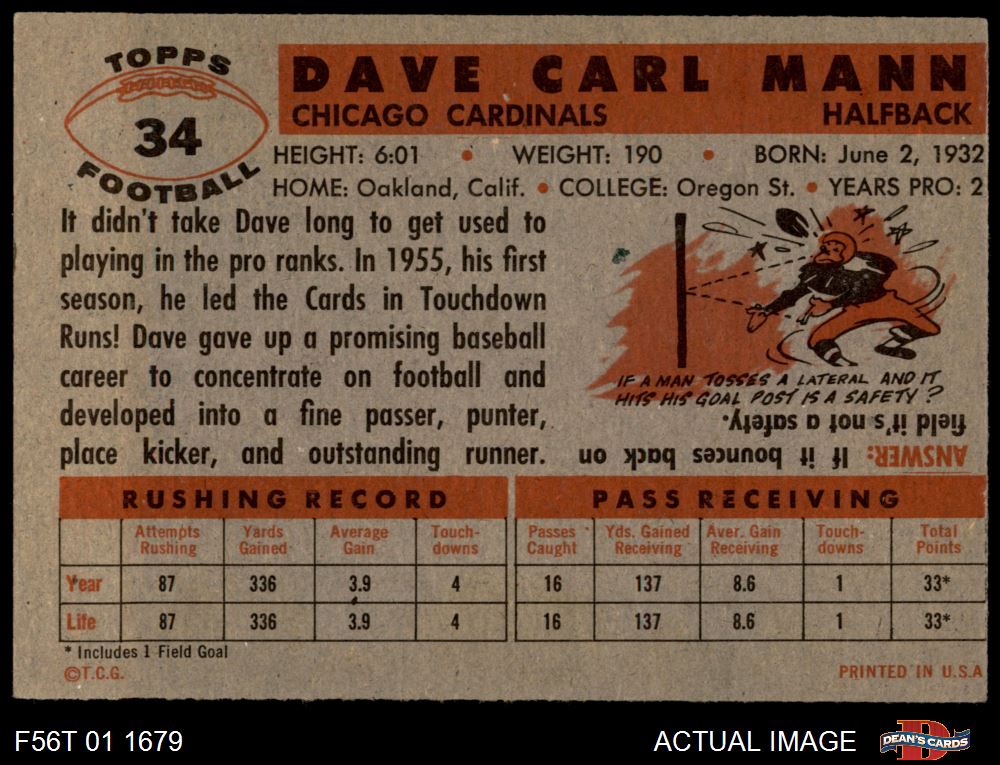 TOPPS
34
FOOTBALL
DAVE CARL MANN
CHICAGO CARDINALS HALFBACK
HEIGHT: 6:01 • WEIGHT: 190 • BORN: June 2, 1932
HOME: Oakland, Calif. • COLLEGE: Oregon St. • YEARS PRO: 2
It didn't take Dave long to get used to
playing in the pro ranks. In 1955, his first
season, he led the Cards in Touchdown
Runs! Dave gave up a promising baseball
career to concentrate on football and
developed into a fine passer, punter,
place kicker, and outstanding runner.
IF A MAN TOSSES A LATERAL AND IT
HITS HIS GOAL POST IS A SAFETY?
ANSWER: If it bounces back on
field it's not a safety.
RUSHING RECORD
Attempts Rushing Yards Gained Average Gain Touch-downs
Year 87 336 3.9 4
Life 87 336 3.9 4
PASS RECEIVING
Passes Caught Yds. Gained Receiving Aver. Gain Receiving Touch-downs Total Points
16 137 8.6 1 33*
16 137 8.6 1 33*
* Includes 1 Field Goal
©T.C.G. PRINTED IN U.S.A
F56T 01 1679 ACTUAL IMAGE DEAN'S CARDS